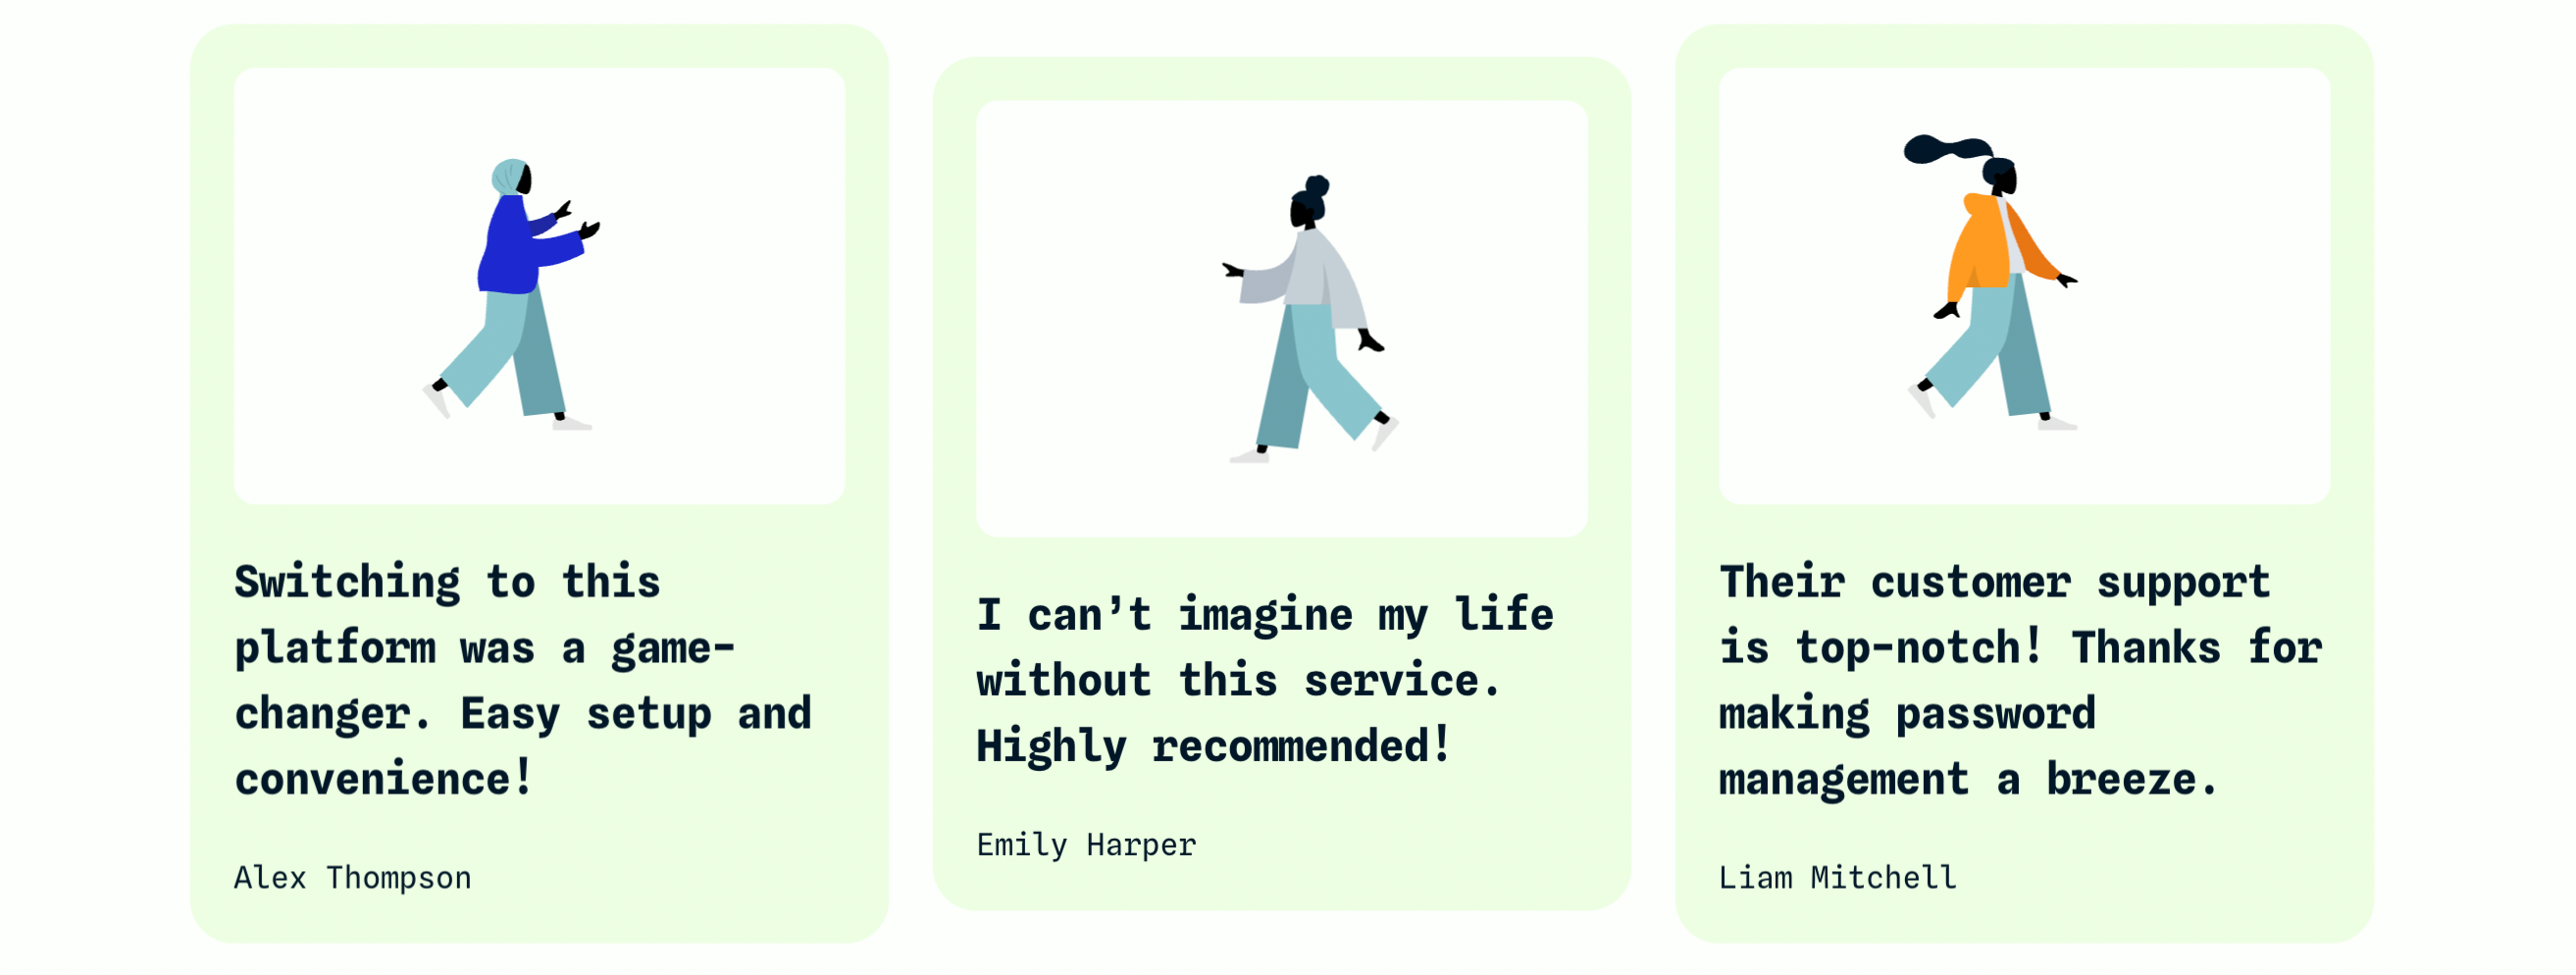 Switching to this
platform was a game-
changer. Easy setup and
convenience!
Alex Thompson
I can’t imagine my life
without this service.
Highly recommended!
Emily Harper
Their customer support
is top-notch! Thanks for
making password
management a breeze.
Liam Mitchell